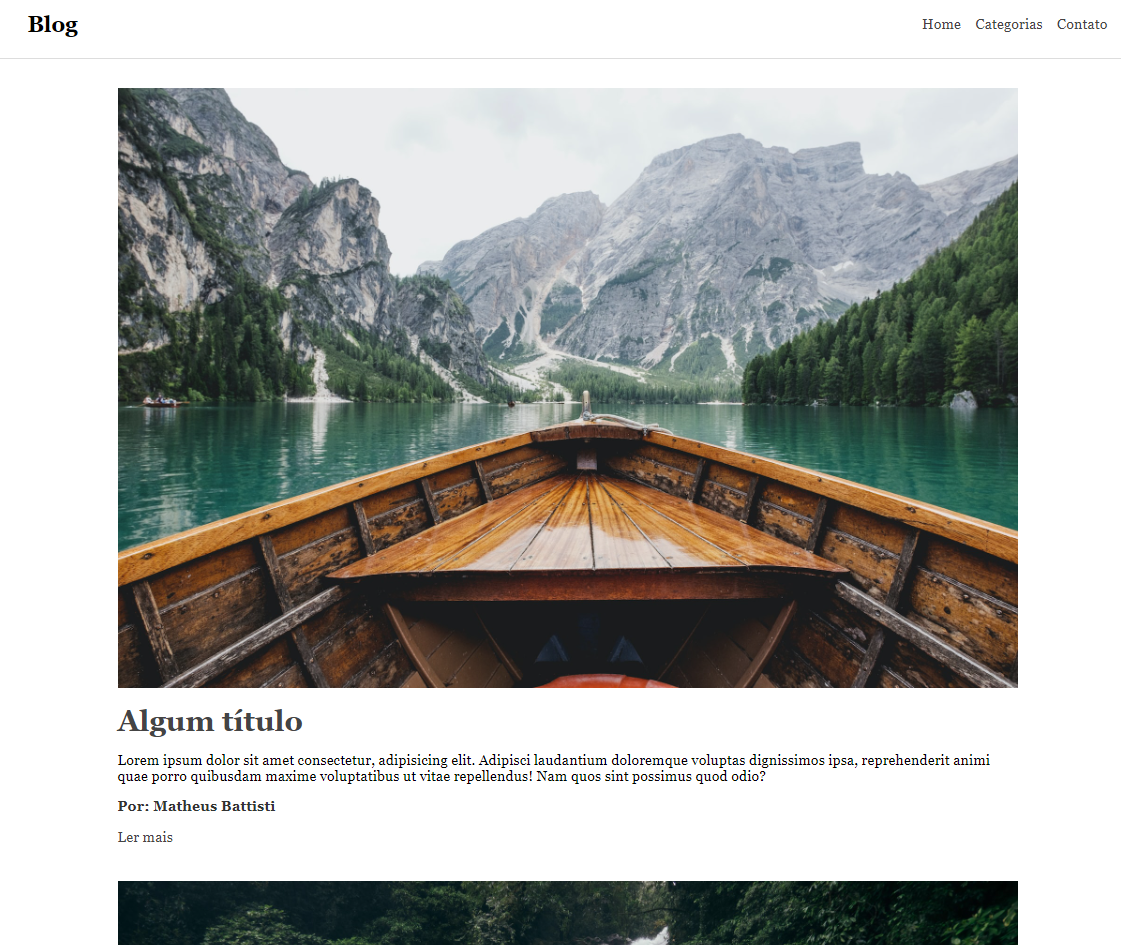 Blog
Home Categorias Contato
Algum título
Lorem ipsum dolor sit amet consectetur, adipisicing elit. Adipisci laudantium doloremque voluptas dignissimos ipsa, reprehenderit animi
quae porro quibusdam maxime voluptatibus ut vitae repellendus! Nam quos sint possimus quod odio?
Por: Matheus Battisti
Ler mais